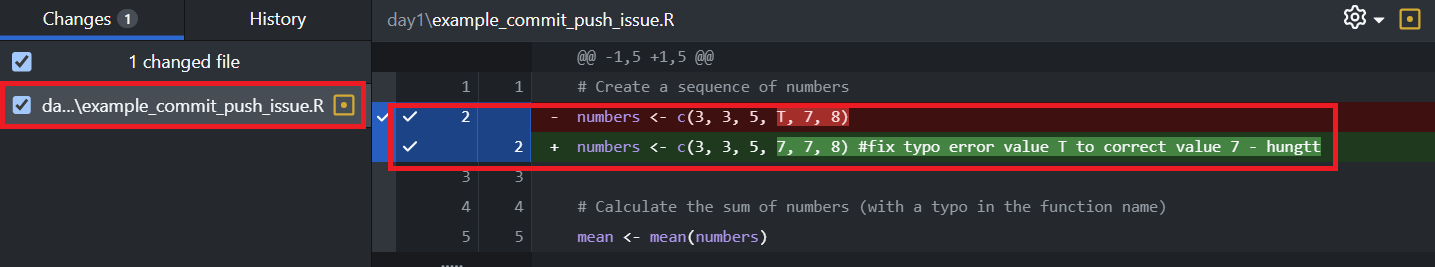 Changes 1 History
1 changed file
da...\example_commit_push_issue.R
day1\example_commit_push_issue.R
@@ -1,5 +1,5 @@
1 1 # Create a sequence of numbers
2 - numbers <- c(3, 3, 5, T, 7, 8)
2 + numbers <- c(3, 3, 5, 7, 7, 8) #fix typo error value T to correct value 7 - hungtt
3 3
4 4 # Calculate the sum of numbers (with a typo in the function name)
5 5 mean <- mean(numbers)